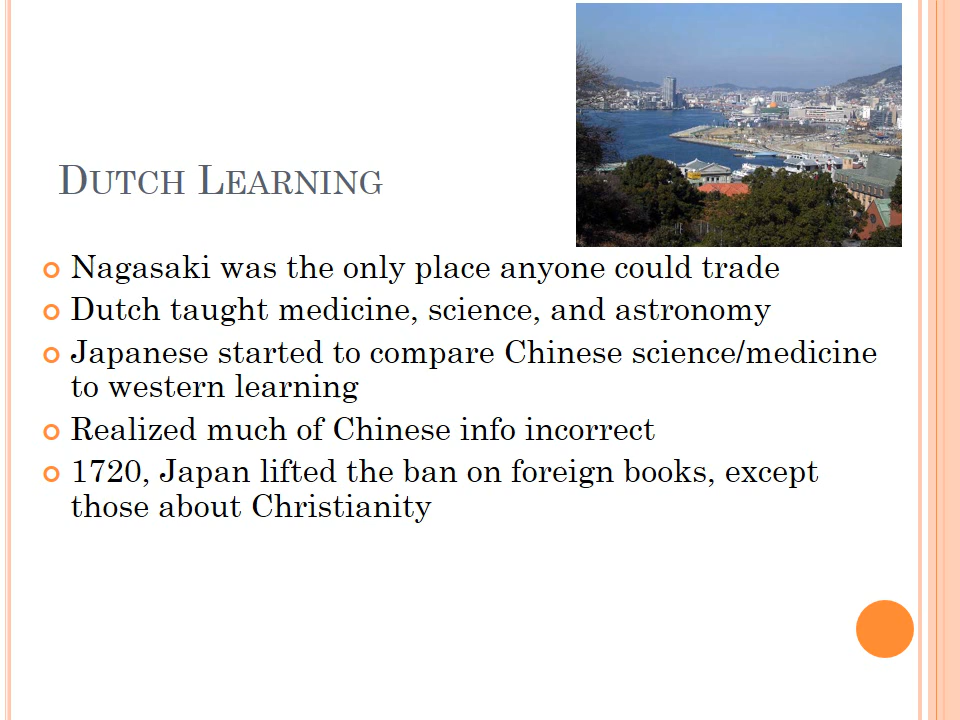 DUTCH LEARNING
Nagasaki was the only place anyone could trade
Dutch taught medicine, science, and astronomy
Japanese started to compare Chinese science/medicine
to western learning
Realized much of Chinese info incorrect
1720, Japan lifted the ban on foreign books, except
those about Christianity